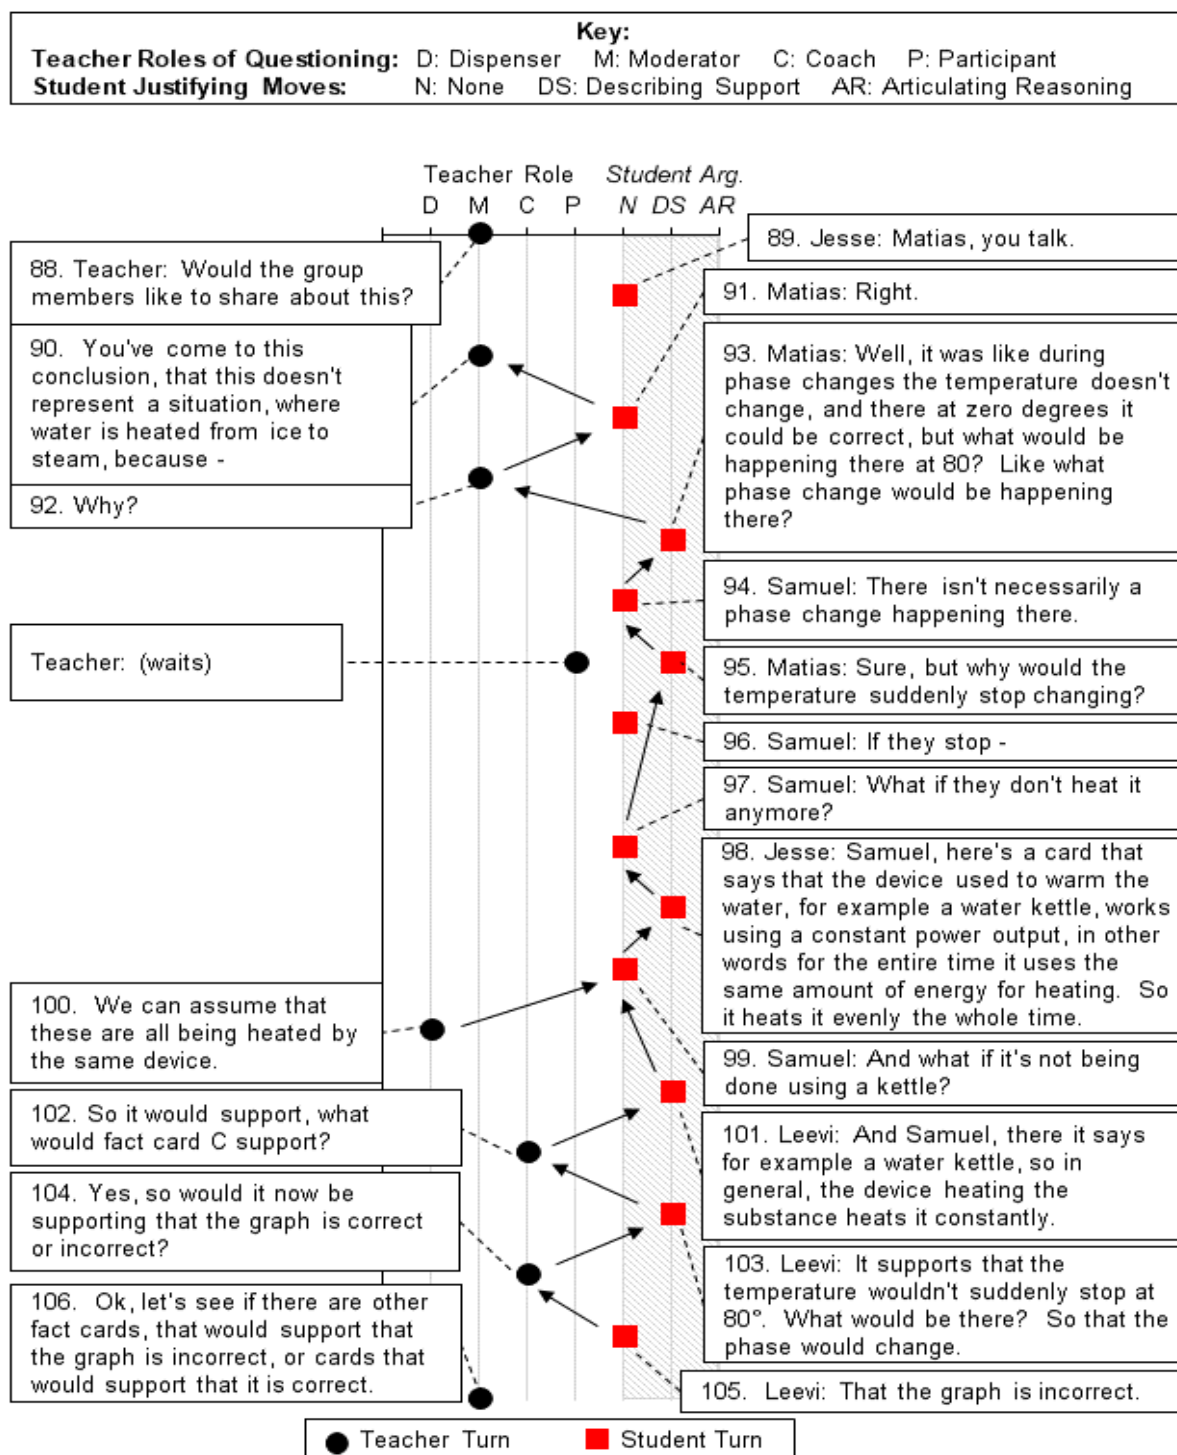 Key:
Teacher Roles of Questioning: D: Dispenser M: Moderator C: Coach P: Participant
Student Justifying Moves: N: None DS: Describing Support AR: Articulating Reasoning
Teacher Role Student Arg.
D M C P N DS AR
88. Teacher: Would the group
members like to share about this?
89. Jesse: Matias, you talk.
90. You've come to this
conclusion, that this doesn't
represent a situation, where
water is heated from ice to
steam, because -
91. Matias: Right.
92. Why?
93. Matias: Well, it was like during
phase changes the temperature doesn't
change, and there at zero degrees it
could be correct, but what would be
happening there at 80? Like what
phase change would be happening
there?
94. Samuel: There isn't necessarily a
phase change happening there.
Teacher: (waits)
95. Matias: Sure, but why would the
temperature suddenly stop changing?
96. Samuel: If they stop -
97. Samuel: What if they don't heat it
anymore?
98. Jesse: Samuel, here's a card that
says that the device used to warm the
water, for example a water kettle, works
using a constant power output, in other
words for the entire time it uses the
same amount of energy for heating. So
it heats it evenly the whole time.
99. Samuel: And what if it's not being
done using a kettle?
100. We can assume that
these are all being heated by
the same device.
101. Leevi: And Samuel, there it says
for example a water kettle, so in
general, the device heating the
substance heats it constantly.
102. So it would support, what
would fact card C support?
103. Leevi: It supports that the
temperature wouldn't suddenly stop at
80°. What would be there? So that the
phase would change.
104. Yes, so would it now be
supporting that the graph is correct
or incorrect?
105. Leevi: That the graph is incorrect.
106. Ok, let's see if there are other
fact cards, that would support that
the graph is incorrect, or cards that
would support that it is correct.
Teacher Turn Student Turn